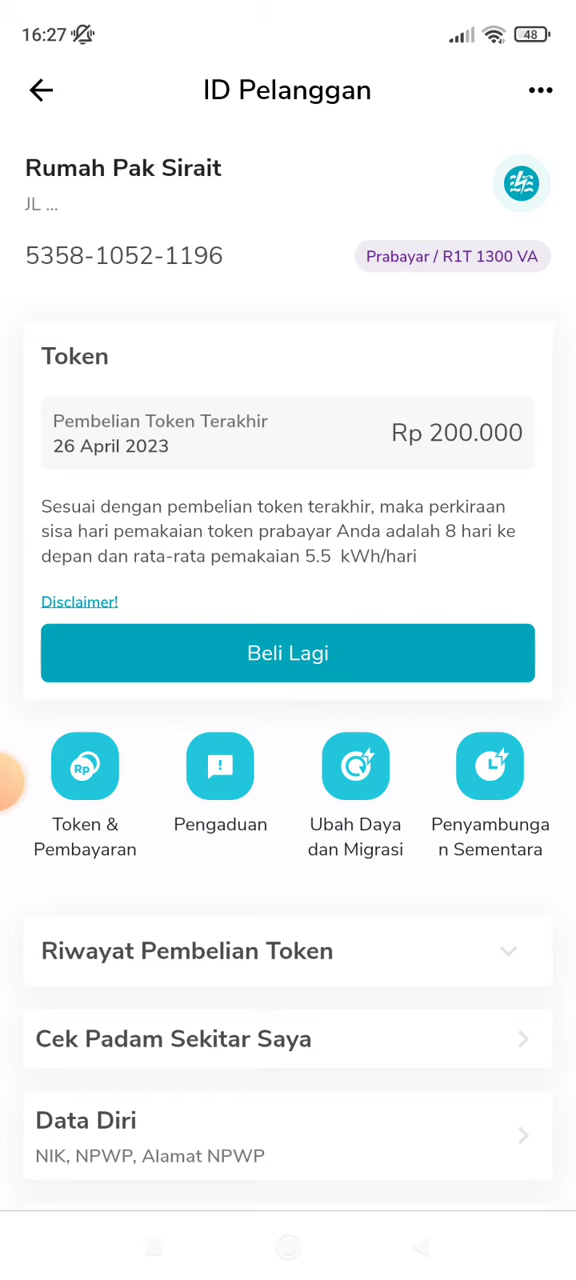 16:27
48
ID Pelanggan
Rumah Pak Sirait
JL ...
5358-1052-1196
Prabayar / R1T 1300 VA
Token
Pembelian Token Terakhir
26 April 2023
Rp 200.000
Sesuai dengan pembelian token terakhir, maka perkiraan
sisa hari pemakaian token prabayar Anda adalah 8 hari ke
depan dan rata-rata pemakaian 5.5 kWh/hari
Disclaimer!
Beli Lagi
Rp
Token &
Pembayaran
Pengaduan
Ubah Daya
dan Migrasi
Penyambunga
n Sementara
Riwayat Pembelian Token
Cek Padam Sekitar Saya
Data Diri
NIK, NPWP, Alamat NPWP